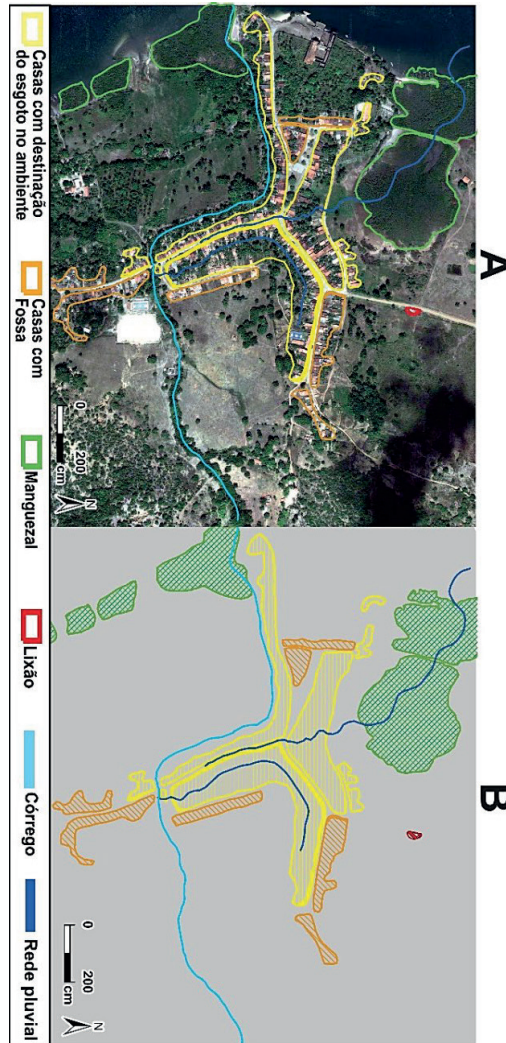 A
B
0
200
cm
N
0
200
cm
N
Casas com destinação
do esgoto no ambiente
Casas com
Fossa
Manguezal
Lixão
Córrego
Rede pluvial